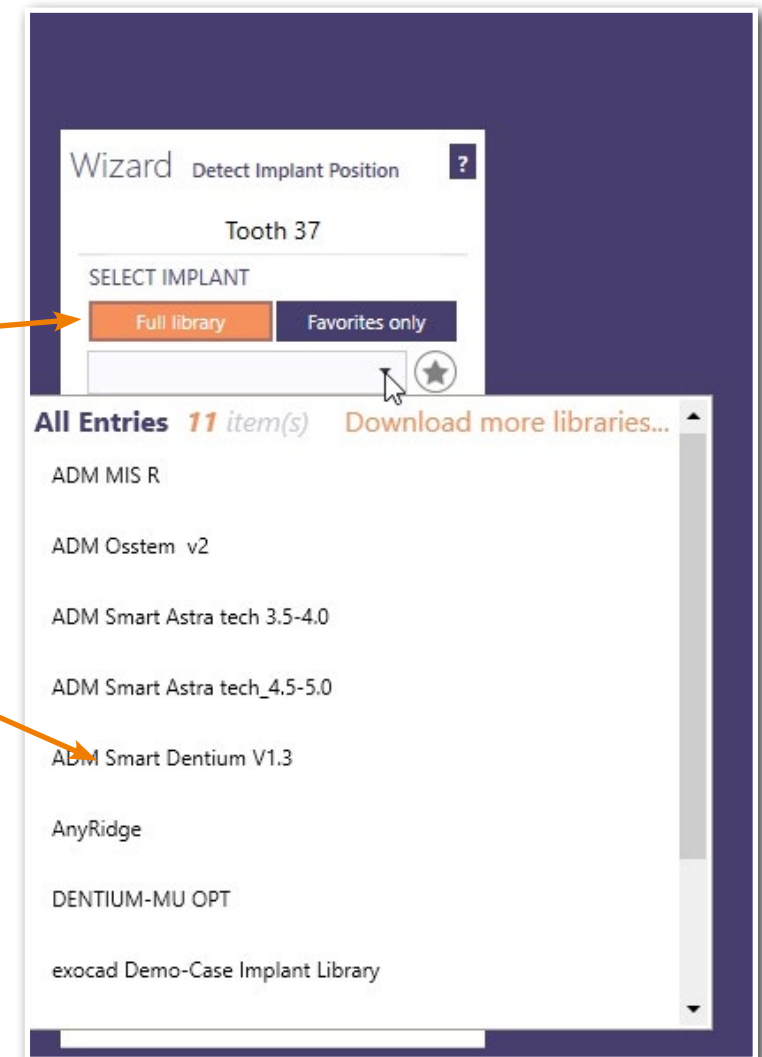 Wizard Detect Implant Position ?
Tooth 37
SELECT IMPLANT
Full library Favorites only
All Entries 11 item(s) Download more libraries...
ADM MIS R
ADM Osstem v2
ADM Smart Astra tech 3.5-4.0
ADM Smart Astra tech_4.5-5.0
ADM Smart Dentium V1.3
AnyRidge
DENTIUM-MU OPT
exocad Demo-Case Implant Library